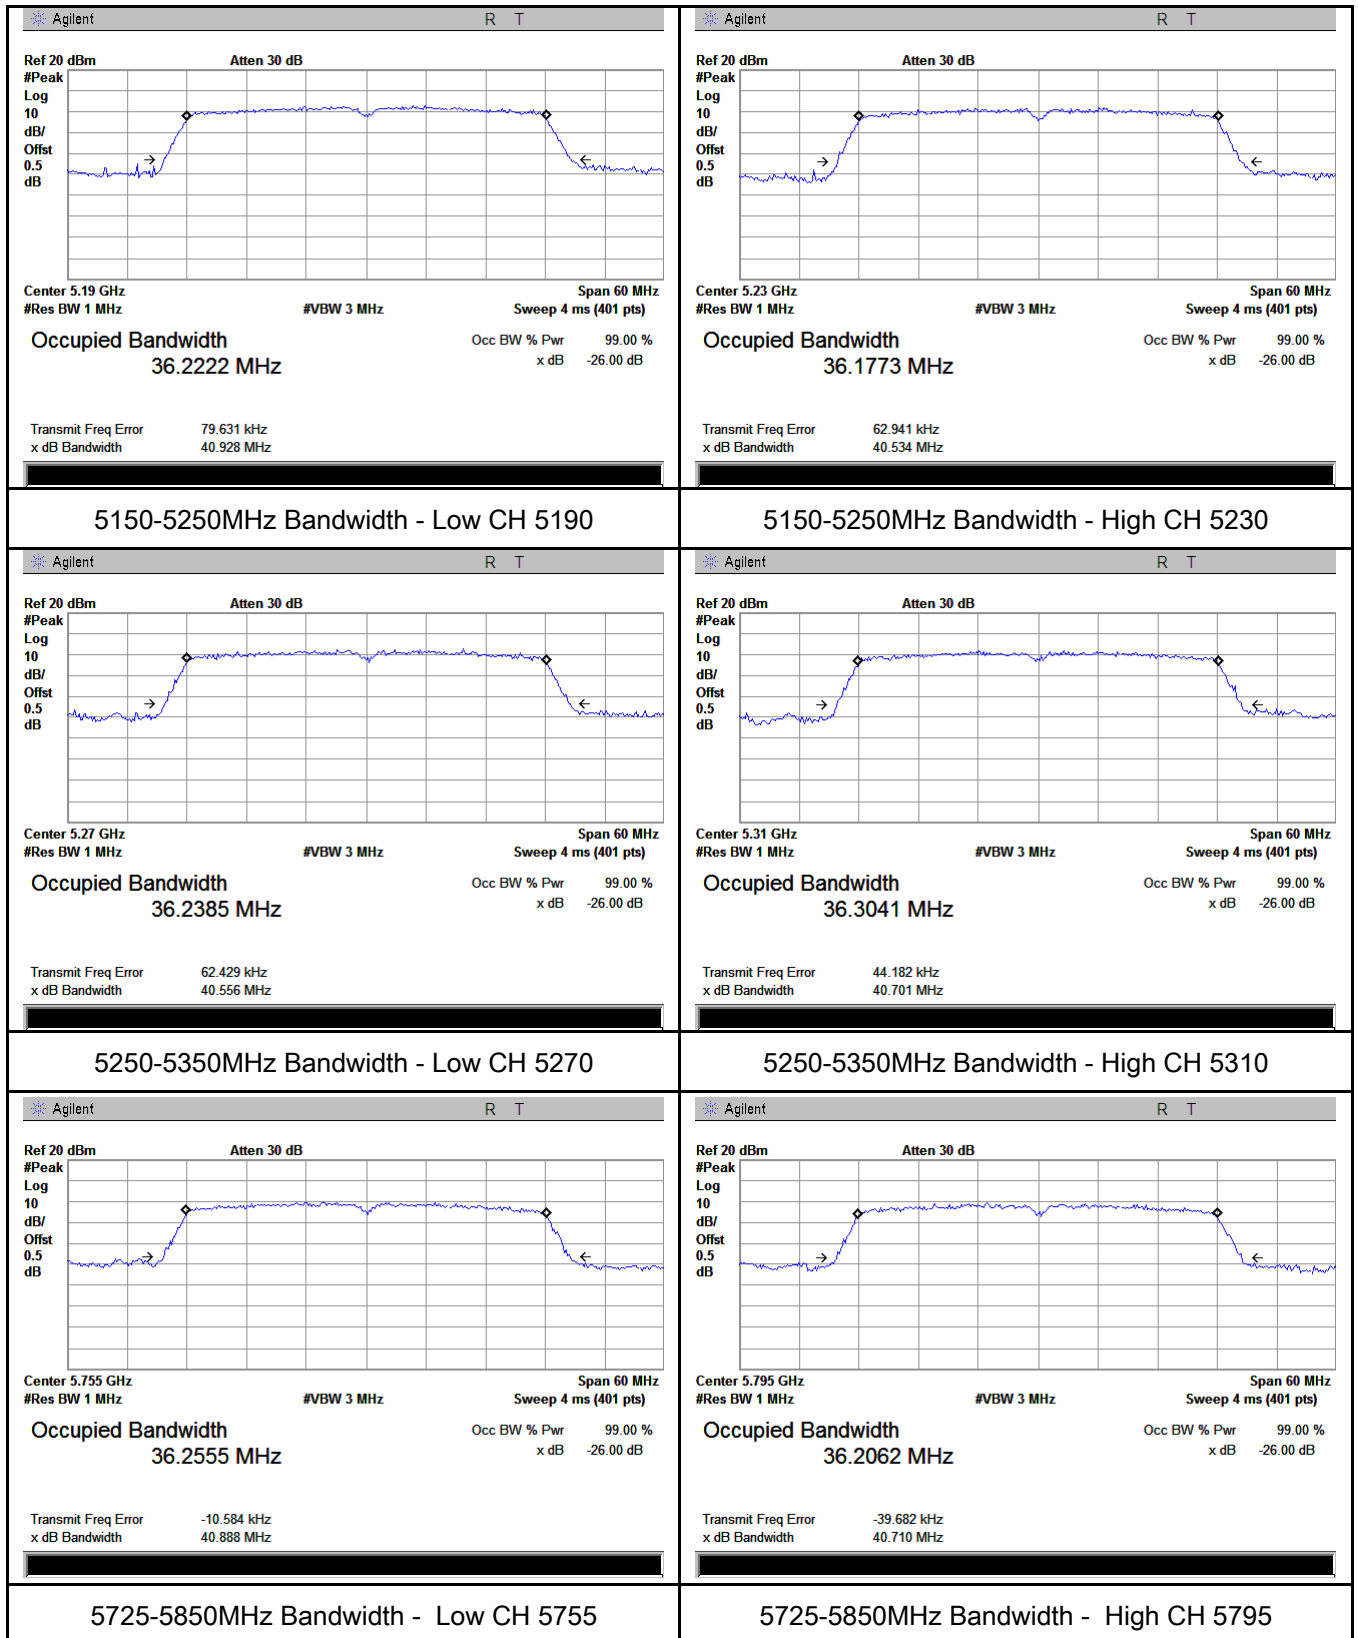 Agilent R T
Ref 20 dBm Atten 30 dB
#Peak
Log
10
dB/
Offst
0.5
dB
Center 5.19 GHz Span 60 MHz
#Res BW 1 MHz #VBW 3 MHz Sweep 4 ms (401 pts)
Occupied Bandwidth Occ BW % Pwr 99.00 %
36.2222 MHz x dB -26.00 dB
Transmit Freq Error 79.631 kHz
x dB Bandwidth 40.928 MHz
5150-5250MHz Bandwidth - Low CH 5190
Agilent R T
Ref 20 dBm Atten 30 dB
#Peak
Log
10
dB/
Offst
0.5
dB
Center 5.23 GHz Span 60 MHz
#Res BW 1 MHz #VBW 3 MHz Sweep 4 ms (401 pts)
Occupied Bandwidth Occ BW % Pwr 99.00 %
36.1773 MHz x dB -26.00 dB
Transmit Freq Error 62.941 kHz
x dB Bandwidth 40.534 MHz
5150-5250MHz Bandwidth - High CH 5230
Agilent R T
Ref 20 dBm Atten 30 dB
#Peak
Log
10
dB/
Offst
0.5
dB
Center 5.27 GHz Span 60 MHz
#Res BW 1 MHz #VBW 3 MHz Sweep 4 ms (401 pts)
Occupied Bandwidth Occ BW % Pwr 99.00 %
36.2385 MHz x dB -26.00 dB
Transmit Freq Error 62.429 kHz
x dB Bandwidth 40.556 MHz
5250-5350MHz Bandwidth - Low CH 5270
Agilent R T
Ref 20 dBm Atten 30 dB
#Peak
Log
10
dB/
Offst
0.5
dB
Center 5.31 GHz Span 60 MHz
#Res BW 1 MHz #VBW 3 MHz Sweep 4 ms (401 pts)
Occupied Bandwidth Occ BW % Pwr 99.00 %
36.3041 MHz x dB -26.00 dB
Transmit Freq Error 44.182 kHz
x dB Bandwidth 40.701 MHz
5250-5350MHz Bandwidth - High CH 5310
Agilent R T
Ref 20 dBm Atten 30 dB
#Peak
Log
10
dB/
Offst
0.5
dB
Center 5.755 GHz Span 60 MHz
#Res BW 1 MHz #VBW 3 MHz Sweep 4 ms (401 pts)
Occupied Bandwidth Occ BW % Pwr 99.00 %
36.2555 MHz x dB -26.00 dB
Transmit Freq Error -10.584 kHz
x dB Bandwidth 40.888 MHz
5725-5850MHz Bandwidth - Low CH 5755
Agilent R T
Ref 20 dBm Atten 30 dB
#Peak
Log
10
dB/
Offst
0.5
dB
Center 5.795 GHz Span 60 MHz
#Res BW 1 MHz #VBW 3 MHz Sweep 4 ms (401 pts)
Occupied Bandwidth Occ BW % Pwr 99.00 %
36.2062 MHz x dB -26.00 dB
Transmit Freq Error -39.682 kHz
x dB Bandwidth 40.710 MHz
5725-5850MHz Bandwidth - High CH 5795